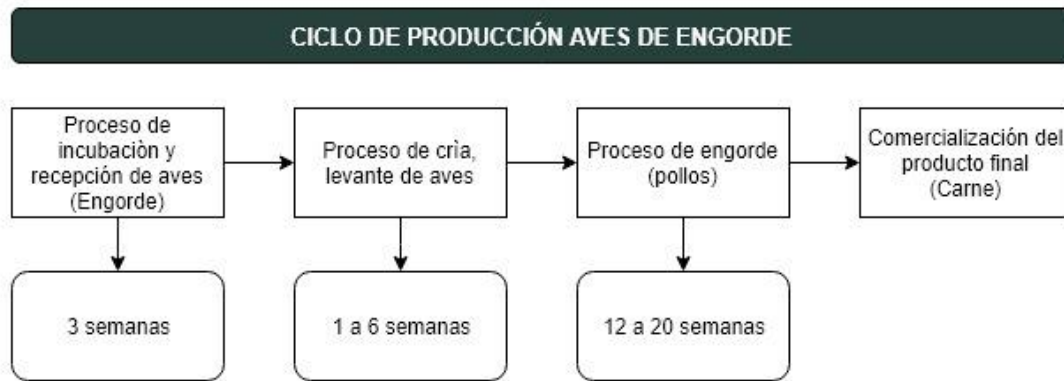 CICLO DE PRODUCCIÓN AVES DE ENGORDE
Proceso de
incubaciòn y
recepción de aves
(Engorde)
Proceso de crìa,
levante de aves
Proceso de engorde
(pollos)
Comercialización del
producto final
(Carne)
3 semanas
1 a 6 semanas
12 a 20 semanas